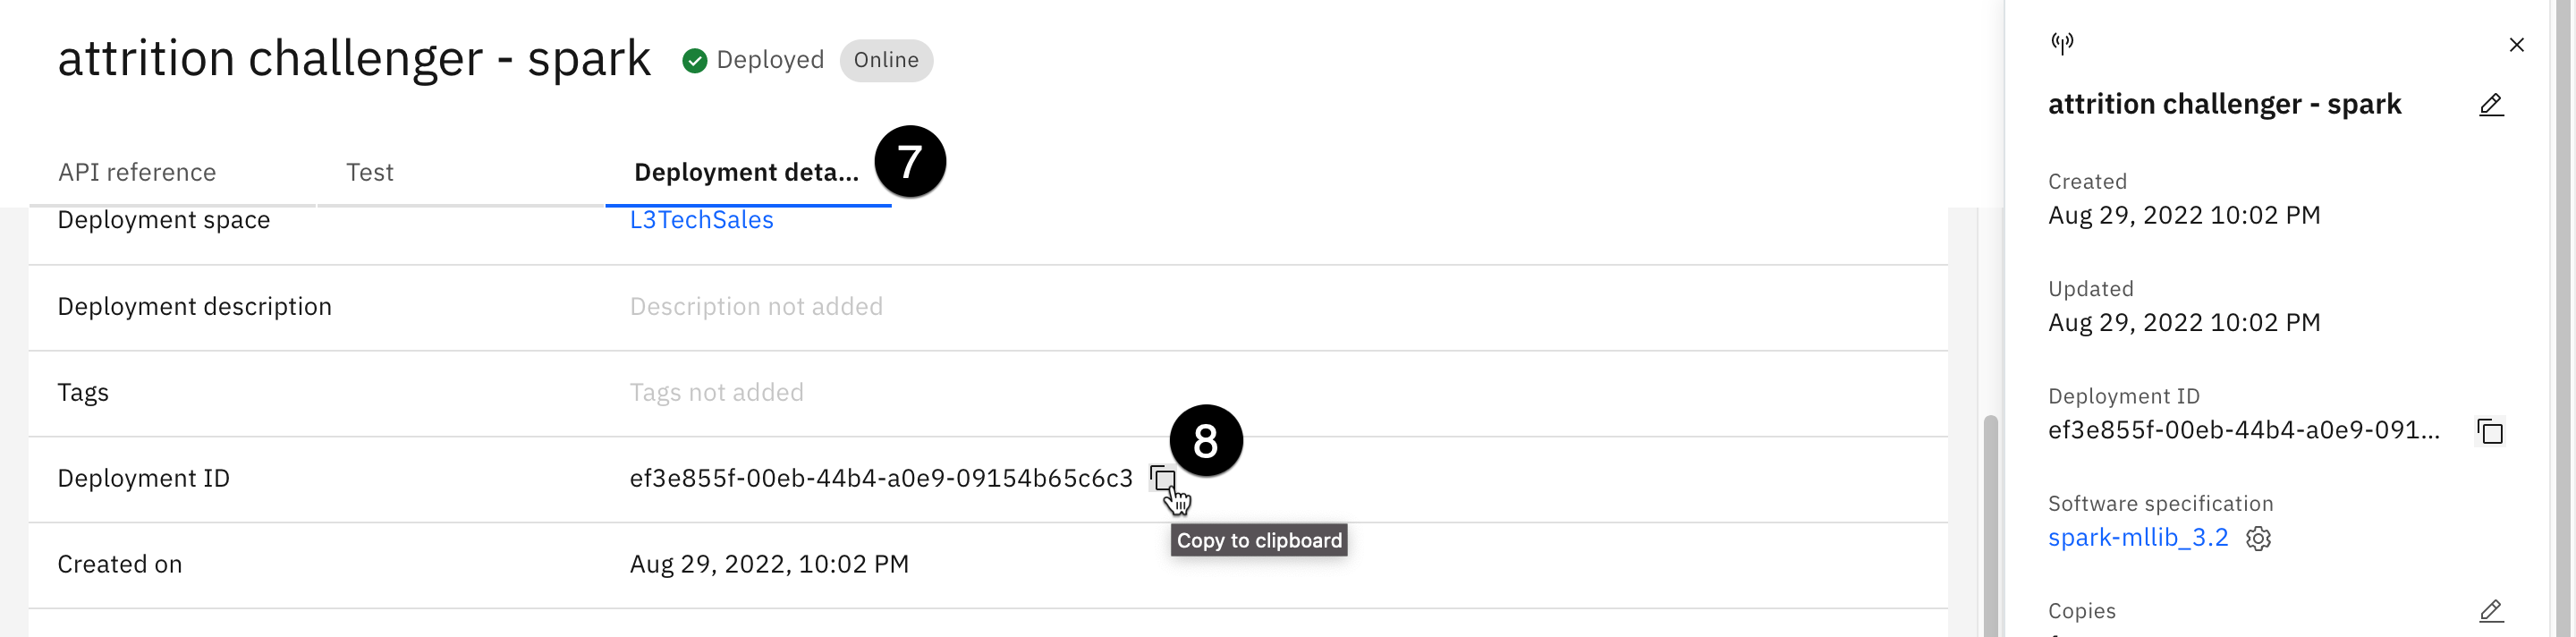 attrition challenger - spark Deployed Online
API reference Test Deployment deta... 7
Deployment space L3TechSales
Deployment description Description not added
Tags Tags not added
8
Deployment ID ef3e855f-00eb-44b4-a0e9-09154b65c6c3
Copy to clipboard
Created on Aug 29, 2022, 10:02 PM
attrition challenger - spark
Created
Aug 29, 2022 10:02 PM
Updated
Aug 29, 2022 10:02 PM
Deployment ID
ef3e855f-00eb-44b4-a0e9-091...
Software specification
spark-mllib_3.2
Copies